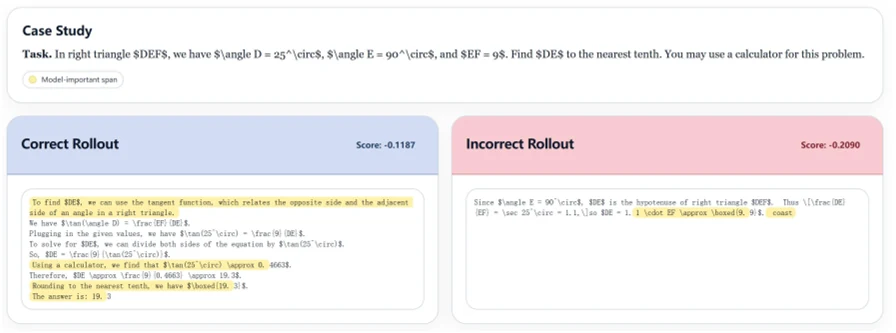 Case Study
Task. In right triangle $DEF$, we have $\angle D = 25^\circ$, $\angle E = 90^\circ$, and $EF = 9$. Find $DE$ to the nearest tenth. You may use a calculator for this problem.
Model-important span
Correct Rollout
Score: -0.1187
To find $DE$, we can use the tangent function, which relates the opposite side and the adjacent
side of an angle in a right triangle.
We have $\tan(\angle D) = \frac{EF}{DE}$.
Plugging in the given values, we have $\tan(25^\circ) = \frac{9}{DE}$.
To solve for $DE$, we can divide both sides of the equation by $\tan(25^\circ)$.
So, $DE = \frac{9}{\tan(25^\circ)}$.
Using a calculator, we find that $\tan(25^\circ) \approx 0. 4663$.
Therefore, $DE \approx \frac{9}{0.4663} \approx 19.3$.
Rounding to the nearest tenth, we have $\boxed{19. 3}$.
The answer is: 19. 3
Incorrect Rollout
Score: -0.2090
Since $\angle E = 90^\circ$, $DE$ is the hypotenuse of right triangle $DEF$. Thus \[\frac{DE}
{EF} = \sec 25^\circ = 1.1,\]so $DE = 1. 1 \cdot EF \approx \boxed{9. 9}$. coast